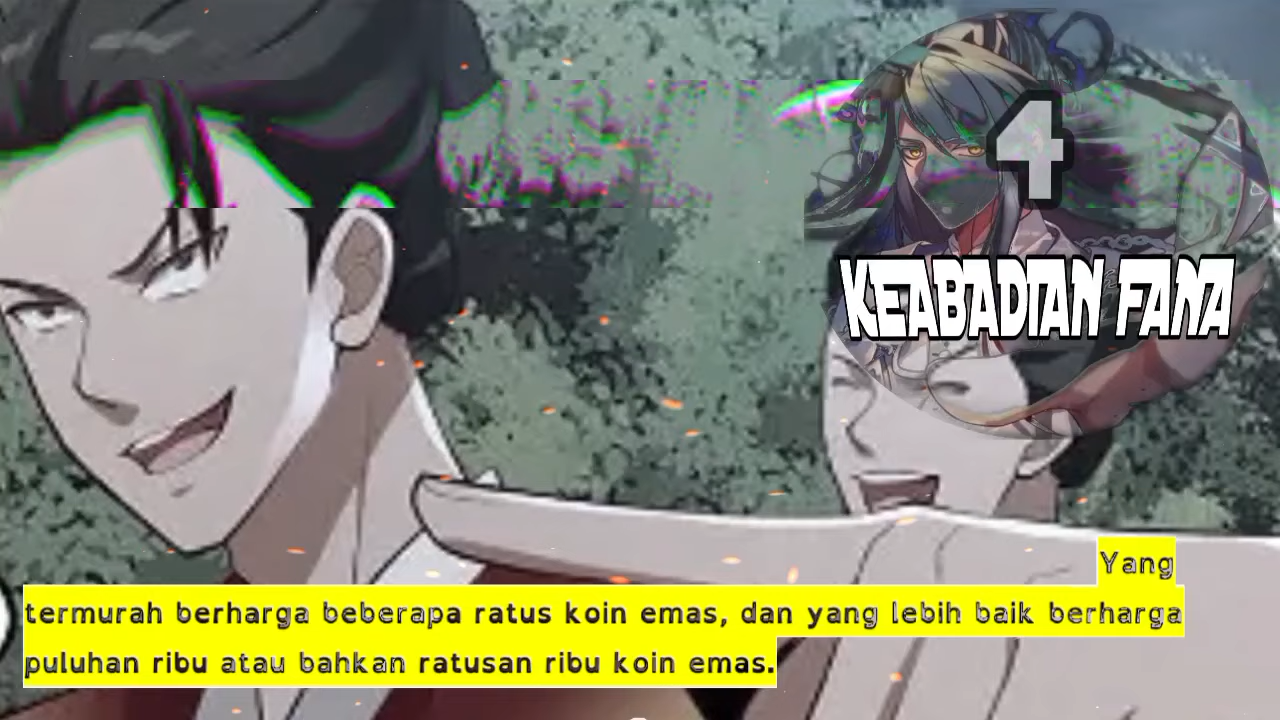 4
KEABADIAN FANA
Yang
termurah berharga beberapa ratus koin emas, dan yang lebih baik berharga
puluhan ribu atau bahkan ratusan ribu koin emas.